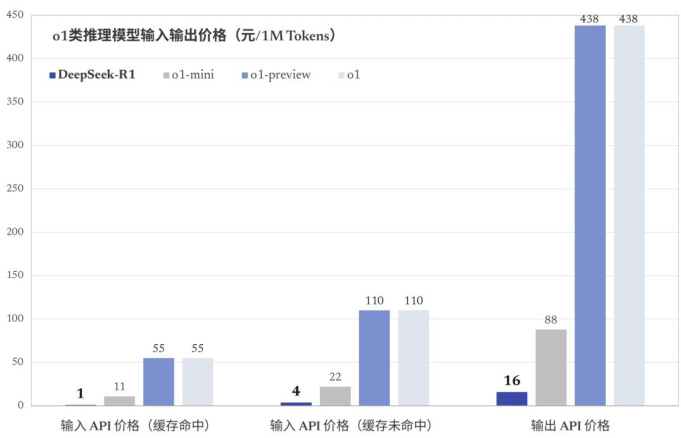 o1类推理模型输入输出价格（元/1M Tokens）
DeepSeek-R1 o1-mini o1-preview o1
450
400
350
300
250
200
150
100
50
0
1 11 55 55
4 22 110 110
16 88 438 438
输入 API 价格（缓存命中） 输入 API 价格（缓存未命中） 输出 API 价格